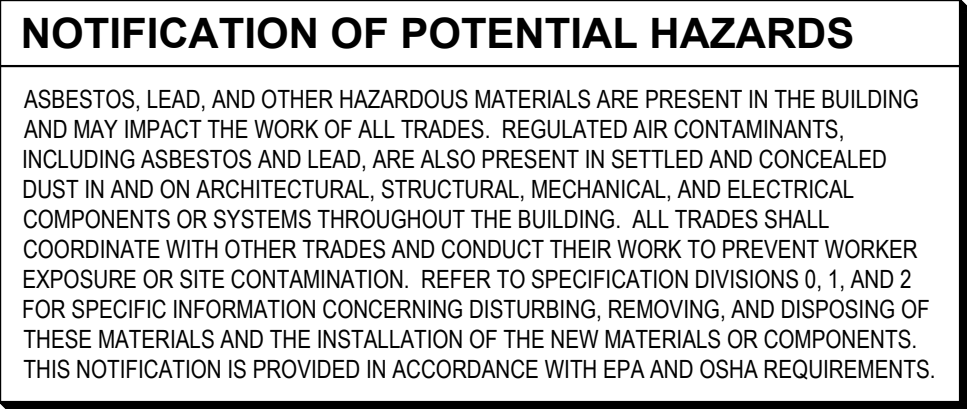 NOTIFICATION OF POTENTIAL HAZARDS
ASBESTOS, LEAD, AND OTHER HAZARDOUS MATERIALS ARE PRESENT IN THE BUILDING
AND MAY IMPACT THE WORK OF ALL TRADES.  REGULATED AIR CONTAMINANTS,
INCLUDING ASBESTOS AND LEAD, ARE ALSO PRESENT IN SETTLED AND CONCEALED
DUST IN AND ON ARCHITECTURAL, STRUCTURAL, MECHANICAL, AND ELECTRICAL
COMPONENTS OR SYSTEMS THROUGHOUT THE BUILDING.  ALL TRADES SHALL
COORDINATE WITH OTHER TRADES AND CONDUCT THEIR WORK TO PREVENT WORKER
EXPOSURE OR SITE CONTAMINATION.  REFER TO SPECIFICATION DIVISIONS 0, 1, AND 2
FOR SPECIFIC INFORMATION CONCERNING DISTURBING, REMOVING, AND DISPOSING OF
THESE MATERIALS AND THE INSTALLATION OF THE NEW MATERIALS OR COMPONENTS.
THIS NOTIFICATION IS PROVIDED IN ACCORDANCE WITH EPA AND OSHA REQUIREMENTS.